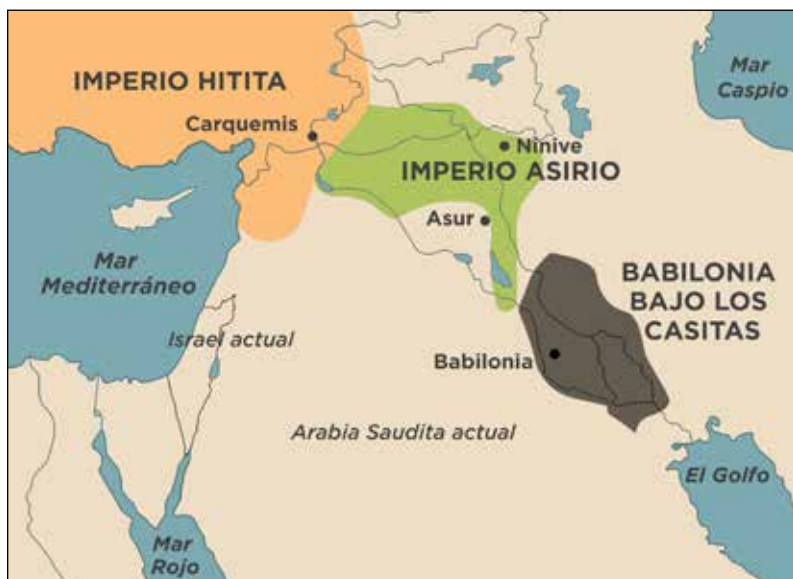 IMPERIO HITITA
Mar
Caspio
Carquemis
Nínive
IMPERIO ASIRIO
Asur
Mar
Mediterráneo
BABILONIA
BAJO LOS
CASITAS
Israel actual
Babilonia
Arabia Saudita actual
El Golfo
Mar
Rojo